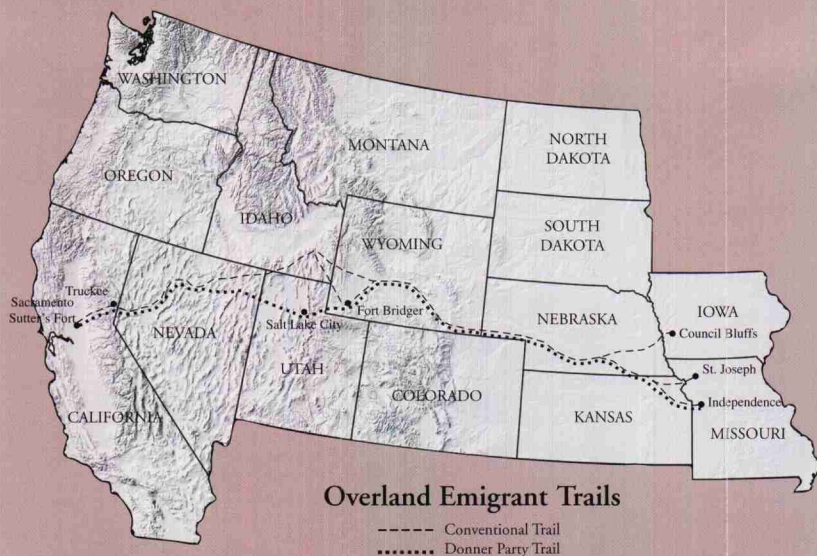 WASHINGTON
MONTANA
NORTH
DAKOTA
OREGON
IDAHO
SOUTH
DAKOTA
WYOMING
Truckee
Sacramento
Sutter's Fort
Fort Bridger
IOWA
NEBRASKA
Council Bluffs
Salt Lake City
NEVADA
UTAH
St. Joseph
COLORADO
Independence
KANSAS
CALIFORNIA
MISSOURI
Overland Emigrant Trails
Conventional Trail
Donner Party Trail